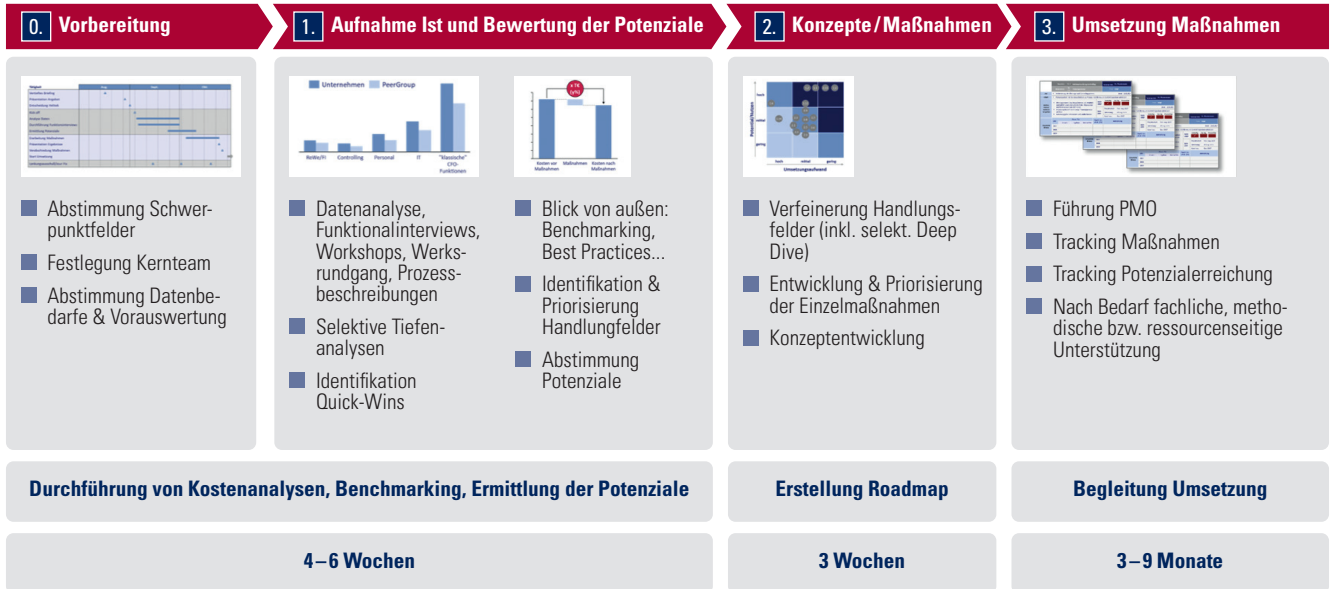 0. Vorbereitung
1. Aufnahme Ist und Bewertung der Potenziale
2. Konzepte/Maßnahmen
3. Umsetzung Maßnahmen
Abstimmung Schwer-
punktfelder
Festlegung Kernteam
Abstimmung Datenbe-
darfe & Vorauswertung
Unternehmen
PeerGroup
ReWe/FI
Controlling
Personal
IT
"klassische"
CFO-
Funktionen
Datenanalyse,
Funktionalinterviews,
Workshops, Werks-
rundgang, Prozess-
beschreibungen
Selektive Tiefen-
analysen
Identifikation
Quick-Wins
x T€
(y%)
Kosten vor
Maßnahmen
Maßnahmen
Kosten nach
Maßnahmen
Blick von außen:
Benchmarking,
Best Practices...
Identifikation &
Priorisierung
Handlungfelder
Abstimmung
Potenziale
Potential/Nutzen
hoch
mittel
gering
hoch
mittel
gering
Umsetzungsaufwand
Verfeinerung Handlungs-
felder (inkl. selekt. Deep
Dive)
Entwicklung & Priorisierung
der Einzelmaßnahmen
Konzeptentwicklung
Führung PMO
Tracking Maßnahmen
Tracking Potenzialerreichung
Nach Bedarf fachliche, metho-
dische bzw. ressourcenseitige
Unterstützung
Durchführung von Kostenanalysen, Benchmarking, Ermittlung der Potenziale
Erstellung Roadmap
Begleitung Umsetzung
4–6 Wochen
3 Wochen
3–9 Monate